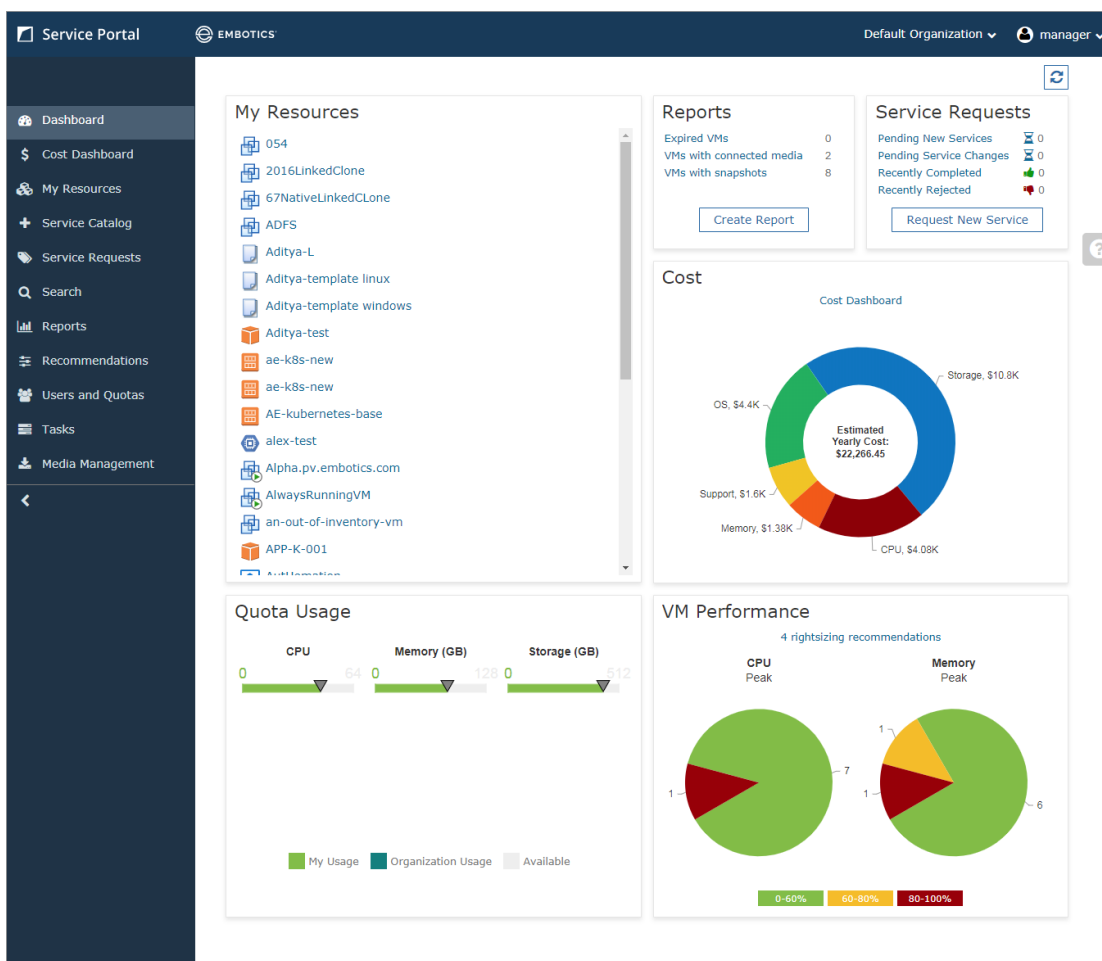 Service Portal
EMBOTICS
Default Organization
manager
Dashboard
Cost Dashboard
My Resources
Service Catalog
Service Requests
Search
Reports
Recommendations
Users and Quotas
Tasks
Media Management
My Resources
054
2016LinkedClone
67NativeLinkedCLone
ADFS
Aditya-L
Aditya-template linux
Aditya-template windows
Aditya-test
ae-k8s-new
ae-k8s-new
AE-kubernetes-base
alex-test
Alpha.pv.embotics.com
AlwaysRunningVM
an-out-of-inventory-vm
APP-K-001
Reports
Expired VMs 0
VMs with connected media 2
VMs with snapshots 8
Create Report
Service Requests
Pending New Services 0
Pending Service Changes 0
Recently Completed 0
Recently Rejected 0
Request New Service
?
Cost
Cost Dashboard
Storage, $10.8K
OS, $4.4K
Estimated
Yearly Cost:
$22,266.45
Support, $1.6K
Memory, $1.38K
CPU, $4.08K
Quota Usage
CPU Memory (GB) Storage (GB)
0 64 0 128 0 512
My Usage Organization Usage Available
VM Performance
4 rightsizing recommendations
CPU Memory
Peak Peak
1
7
1
1
6
0-60% 60-80% 80-100%